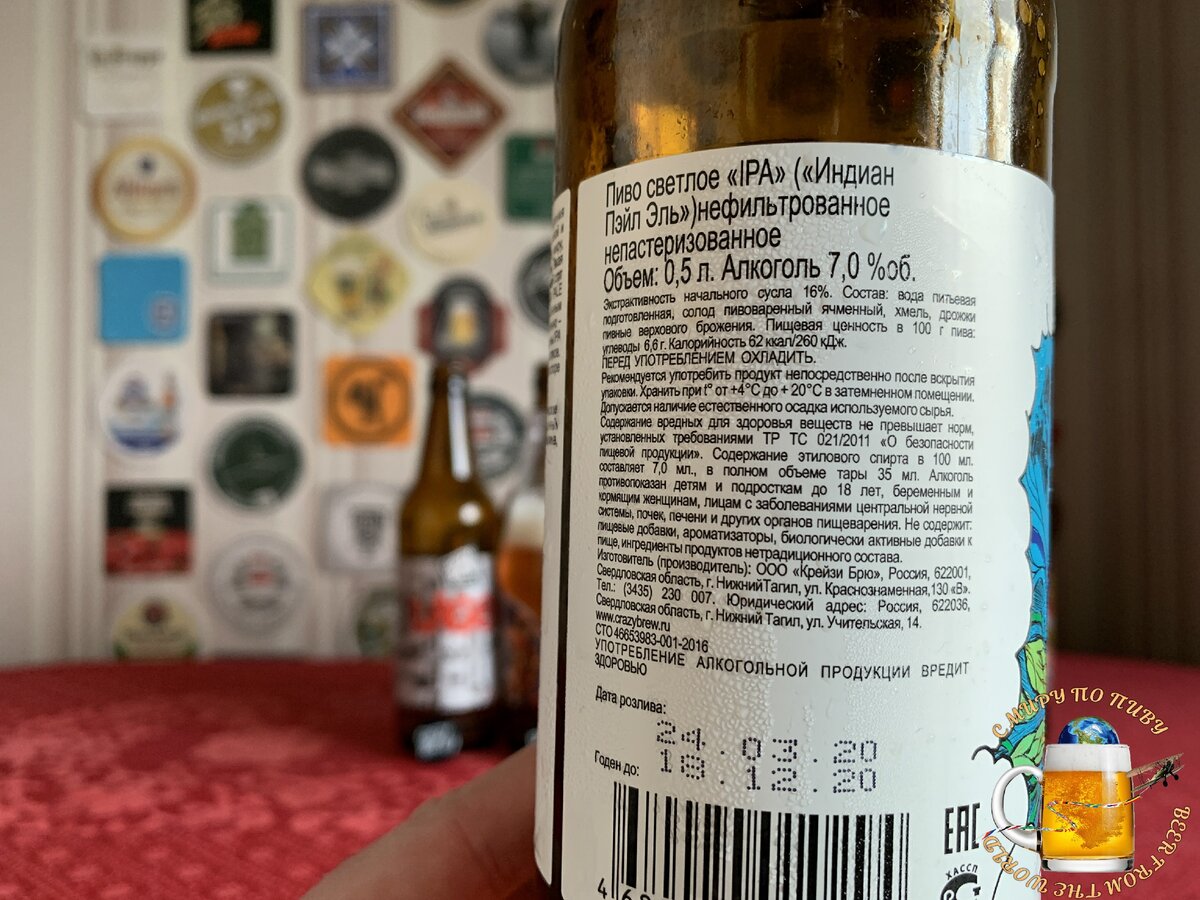 Пиво светлое «IPA» («Индиан
Пэйл Эль»)нефильтрованное
непастеризованное
Объем: 0,5 л. Алкоголь 7,0 %об.
Экстрактивность начального сусла 16%. Состав: вода питьевая
подготовленная, солод пивоваренный ячменный, хмель, дрожжи
пивные верхового брожения. Пищевая ценность в 100 г пива:
углеводы 6,6 г. Калорийность 62 ккал/260 кДж.
ПЕРЕД УПОТРЕБЛЕНИЕМ ОХЛАДИТЬ.
Рекомендуется употребить продукт непосредственно после вскрытия
упаковки. Хранить при t° от +4°С до + 20°С в затемненном помещении.
Допускается наличие естественного осадка используемого сырья.
Содержание вредных для здоровья веществ не превышает норм,
установленных требованиями ТР ТС 021/2011 «О безопасности
пищевой продукции». Содержание этилового спирта в 100 мл.
составляет 7,0 мл., в полном объеме тары 35 мл. Алкоголь
противопоказан детям и подросткам до 18 лет, беременным и
кормящим женщинам, лицам с заболеваниями центральной нервной
системы, почек, печени и других органов пищеварения. Не содержит:
пищевые добавки, ароматизаторы, биологически активные добавки к
пище, ингредиенты продуктов нетрадиционного состава.
Изготовитель (производитель): ООО «Крейзи Брю», Россия, 622001,
Свердловская область, г. НижнийТагил, ул. Краснознаменная,130 «В».
Тел.: (3435) 230 007. Юридический адрес: Россия, 622036,
Свердловская область, г. Нижний Тагил, ул. Учительская, 14.
www.crazybrew.ru
СТО 46653983-001-2016
УПОТРЕБЛЕНИЕ АЛКОГОЛЬНОЙ ПРОДУКЦИИ ВРЕДИТ
ЗДОРОВЬЮ
Дата розлива:
24.03.20
Годен до:
18.12.20
EAC
ХАССП
С МИРУ ПО ПИВУ
BEER FROM THE WORLD